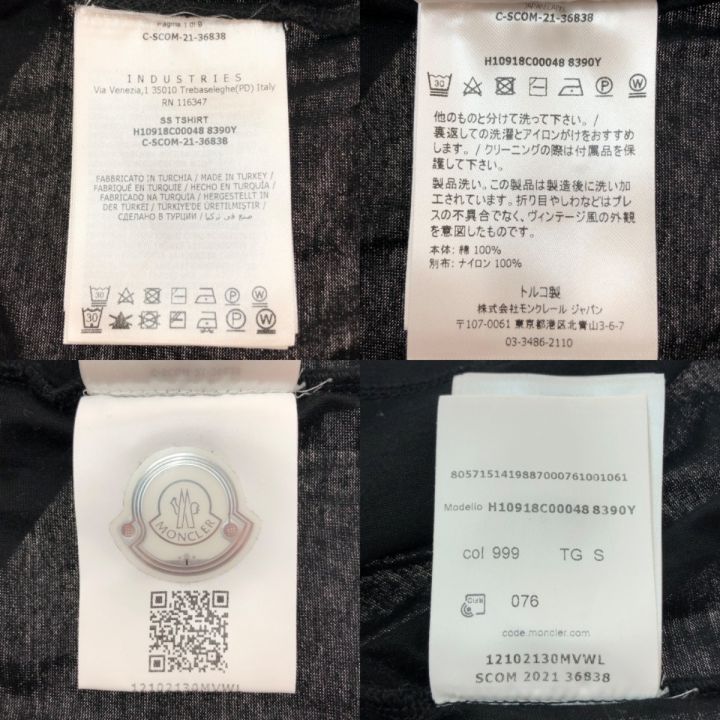 Pagina 1 di 9
C-SCOM-21-36838
INDUSTRIES
Via Venezia,1 35010 Trebaseleghe(PD) Italy
RN 116347
SS TSHIRT
H10918C00048 8390Y
C-SCOM-21-36838
FABBRICATO IN TURCHIA / MADE IN TURKEY /
FABRIQUÉ EN TURQUIE / HECHO EN TURQUÍA /
FABRICADO NA TURQUIA / HERGESTELLT IN
DER TÜRKEI / TÜRKİYE'DE ÜRETİLMİŞTİR /
СДЕЛАНО В ТУРЦИИ / صنع في تركيا
30
30
H10918C00048 8390Y
30
他のものと分けて洗って下さい。/
裏返しての洗濯とアイロンがけをおすすめ
します。/ クリーニングの際は付属品を保
護して下さい。
製品洗い。この製品は製造後に洗い加
工されています。折り目やしわなどはプレ
スの不具合でなく、ヴィンテージ風の外観
を意図したものです。
本体: 綿 100%
別布: ナイロン 100%
トルコ製
株式会社モンクレール ジャパン
〒107-0061 東京都港区北青山3-6-7
03-3486-2110
MONCLER
12102130MVWL
8057151419887000761001061
Modello H10918C00048 8390Y
col 999 TG S
076
code.moncler.com
12102130MVWL
SCOM 2021 36838